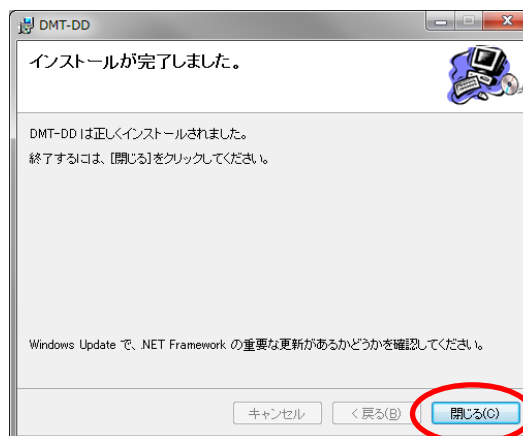 DMT-DD
インストールが完了しました。
DMT-DD は正しくインストールされました。
終了するには、[閉じる]をクリックしてください。
Windows Update で、.NET Framework の重要な更新があるかどうかを確認してください。
キャンセル
< 戻る(B)
閉じる(C)